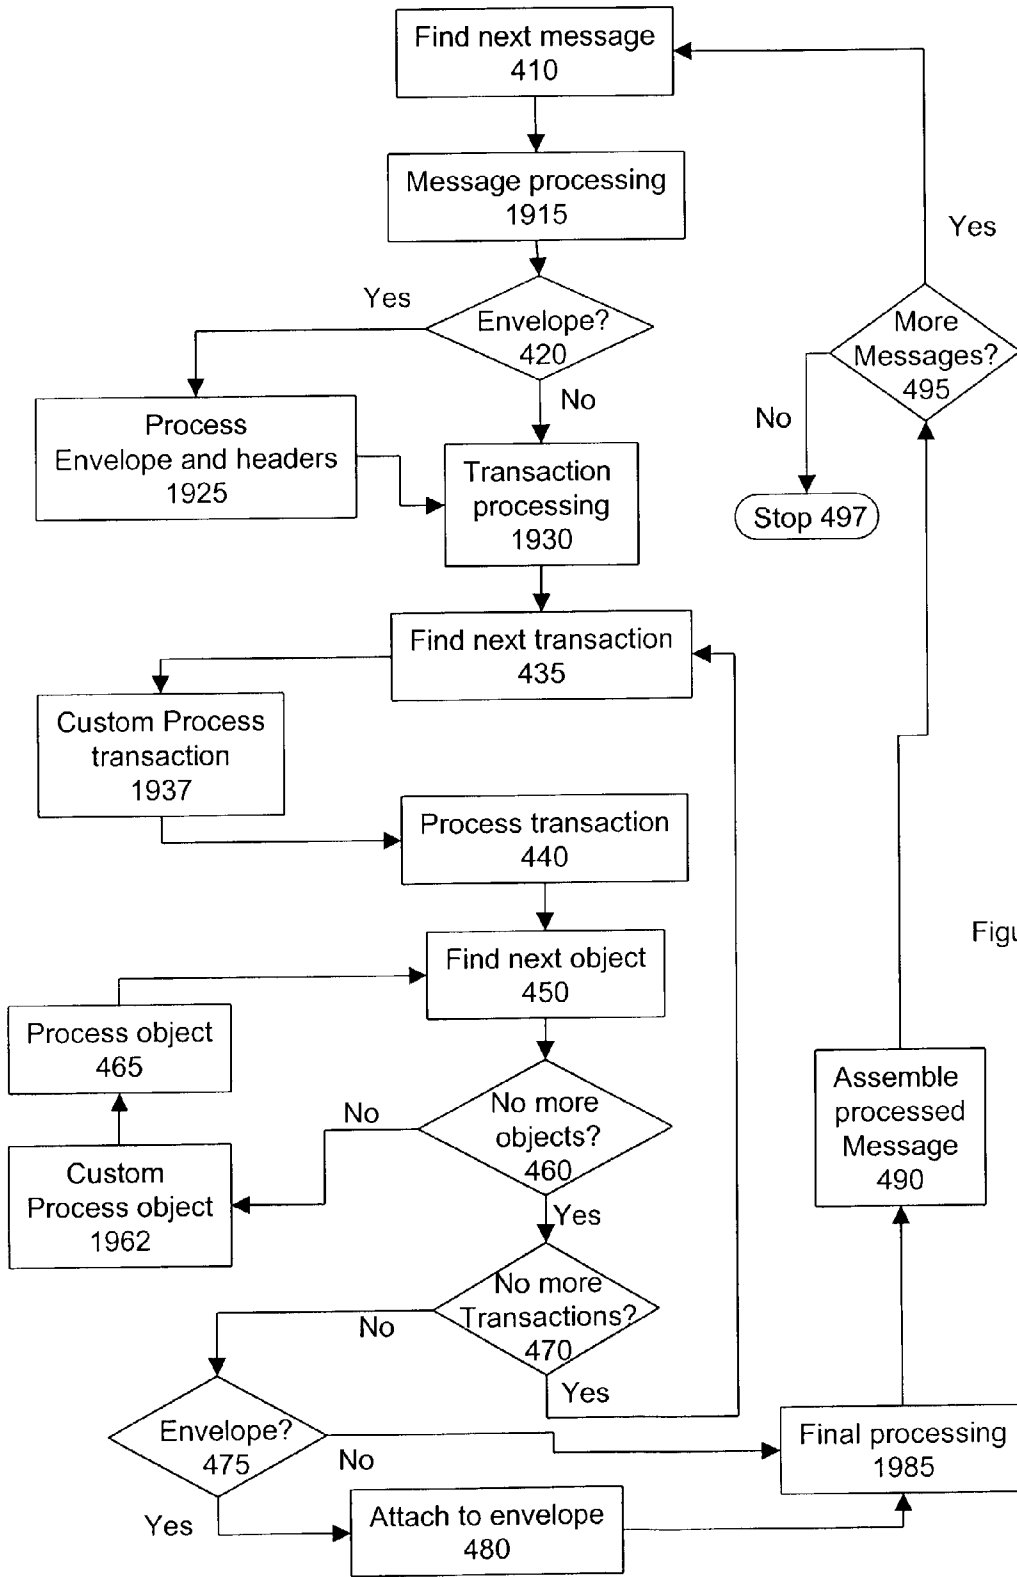 Find next message
410
Message processing
1915
Yes
Yes
Envelope?
420
More
Messages?
495
No
No
Process
Envelope and headers
1925
Transaction
processing
1930
Stop 497
Find next transaction
435
Custom Process
transaction
1937
Process transaction
440
Find next object
450
Process object
465
No
No more
objects?
460
Assemble
processed
Message
490
Custom
Process object
1962
Yes
No more
Transactions?
470
No
Yes
Envelope?
475
No
Final processing
1985
Yes
Attach to envelope
480